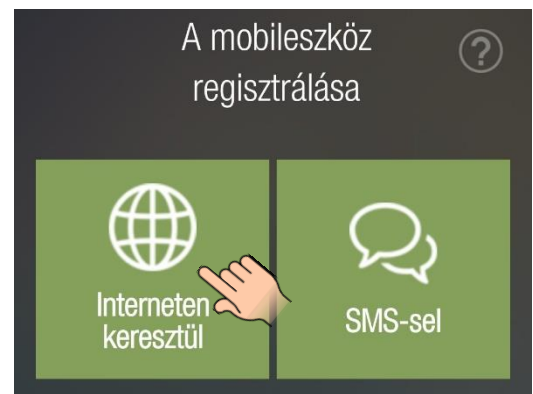 A mobileszköz
regisztrálása
?
Interneten
keresztül
SMS-sel